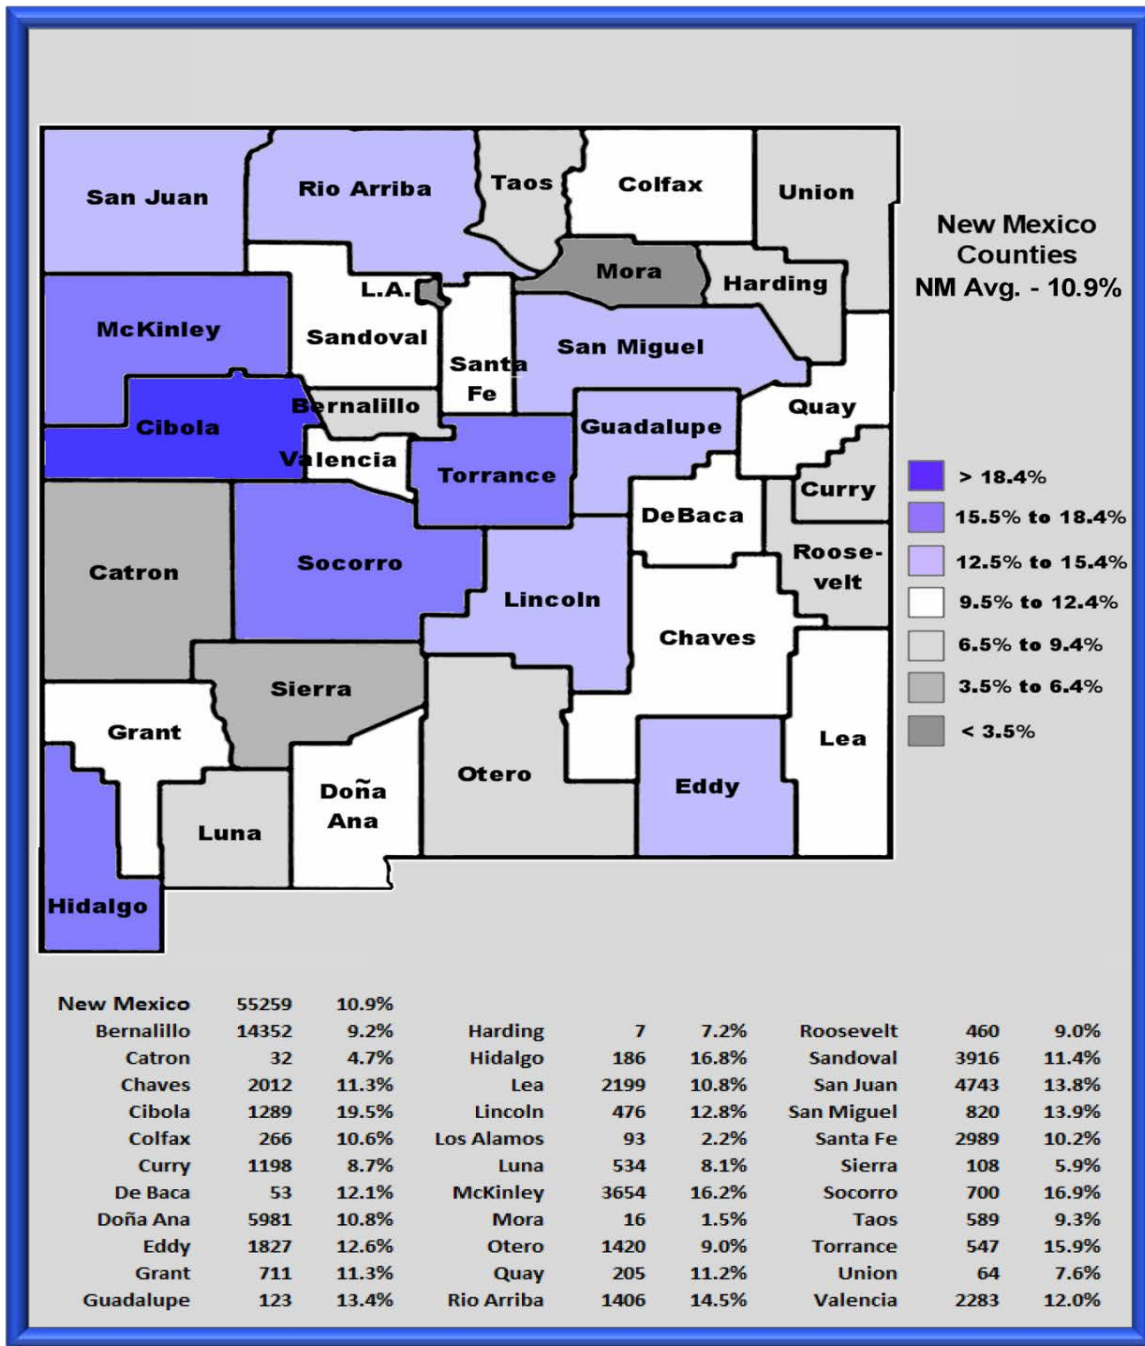 San Juan
Rio Arriba
Taos
Colfax
Union
New Mexico
Counties
NM Avg. - 10.9%
Mora
Harding
L.A.
McKinley
Sandoval
Santa
Fe
San Miguel
Quay
Bernalillo
Cibola
Guadalupe
Valencia
Torrance
Curry
DeBaca
Roose-
velt
Catron
Socorro
Lincoln
Chaves
Sierra
Grant
Lea
Otero
Eddy
Doña
Ana
Luna
Hidalgo
> 18.4%
15.5% to 18.4%
12.5% to 15.4%
9.5% to 12.4%
6.5% to 9.4%
3.5% to 6.4%
< 3.5%
New Mexico 55259 10.9%
Bernalillo 14352 9.2% Harding 7 7.2% Roosevelt 460 9.0%
Catron 32 4.7% Hidalgo 186 16.8% Sandoval 3916 11.4%
Chaves 2012 11.3% Lea 2199 10.8% San Juan 4743 13.8%
Cibola 1289 19.5% Lincoln 476 12.8% San Miguel 820 13.9%
Colfax 266 10.6% Los Alamos 93 2.2% Santa Fe 2989 10.2%
Curry 1198 8.7% Luna 534 8.1% Sierra 108 5.9%
De Baca 53 12.1% McKinley 3654 16.2% Socorro 700 16.9%
Doña Ana 5981 10.8% Mora 16 1.5% Taos 589 9.3%
Eddy 1827 12.6% Otero 1420 9.0% Torrance 547 15.9%
Grant 711 11.3% Quay 205 11.2% Union 64 7.6%
Guadalupe 123 13.4% Rio Arriba 1406 14.5% Valencia 2283 12.0%